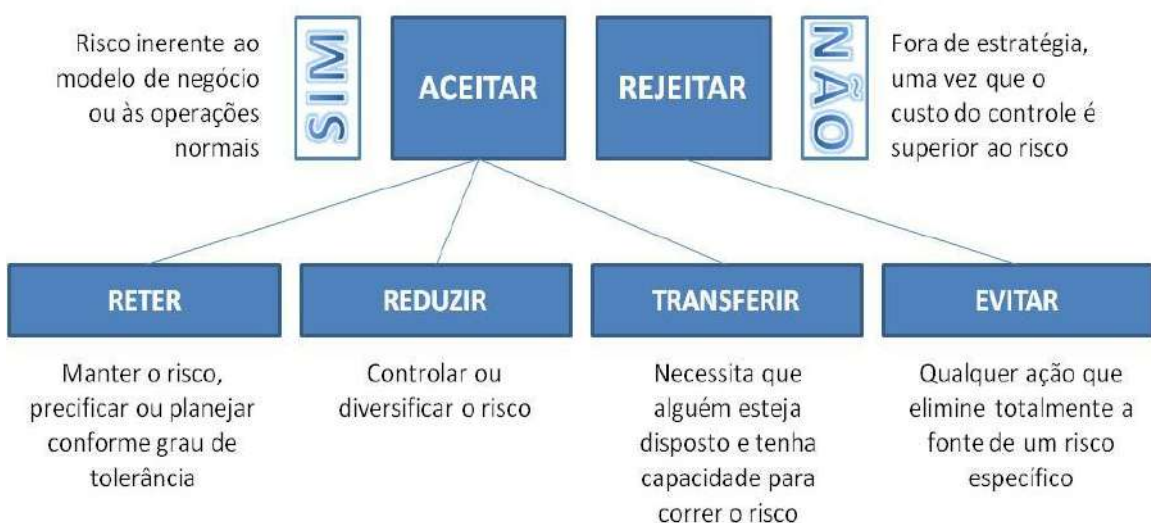 Risco inerente ao
modelo de negócio
ou às operações
normais
SIM
ACEITAR
REJEITAR
NÃO
Fora de estratégia,
uma vez que o
custo do controle é
superior ao risco
RETER
REDUZIR
TRANSFERIR
EVITAR
Manter o risco,
precificar ou planejar
conforme grau de
tolerância
Controlar ou
diversificar o risco
Necessita que
alguém esteja
disposto e tenha
capacidade para
correr o risco
Qualquer ação que
elimine totalmente a
fonte de um risco
específico